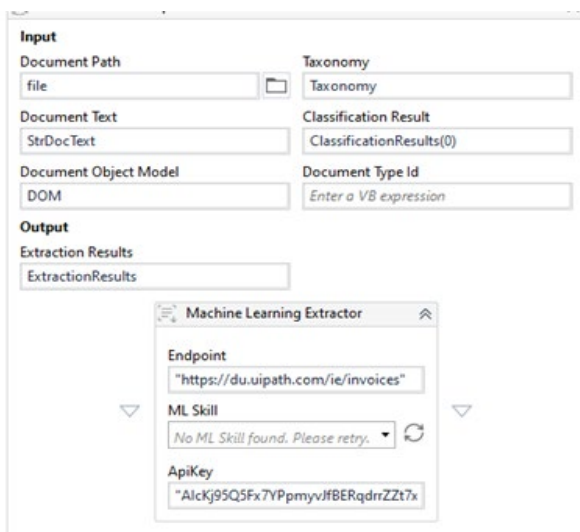 Input
Document Path
Taxonomy
file
Taxonomy
Document Text
Classification Result
StrDocText
ClassificationResults(0)
Document Object Model
Document Type Id
DOM
Enter a VB expression
Output
Extraction Results
ExtractionResults
Machine Learning Extractor
Endpoint
"https://du.uipath.com/ie/invoices"
ML Skill
No ML Skill found. Please retry.
ApiKey
"AIcKj95Q5Fx7YPpmyvJfBERqdrrZZt7x